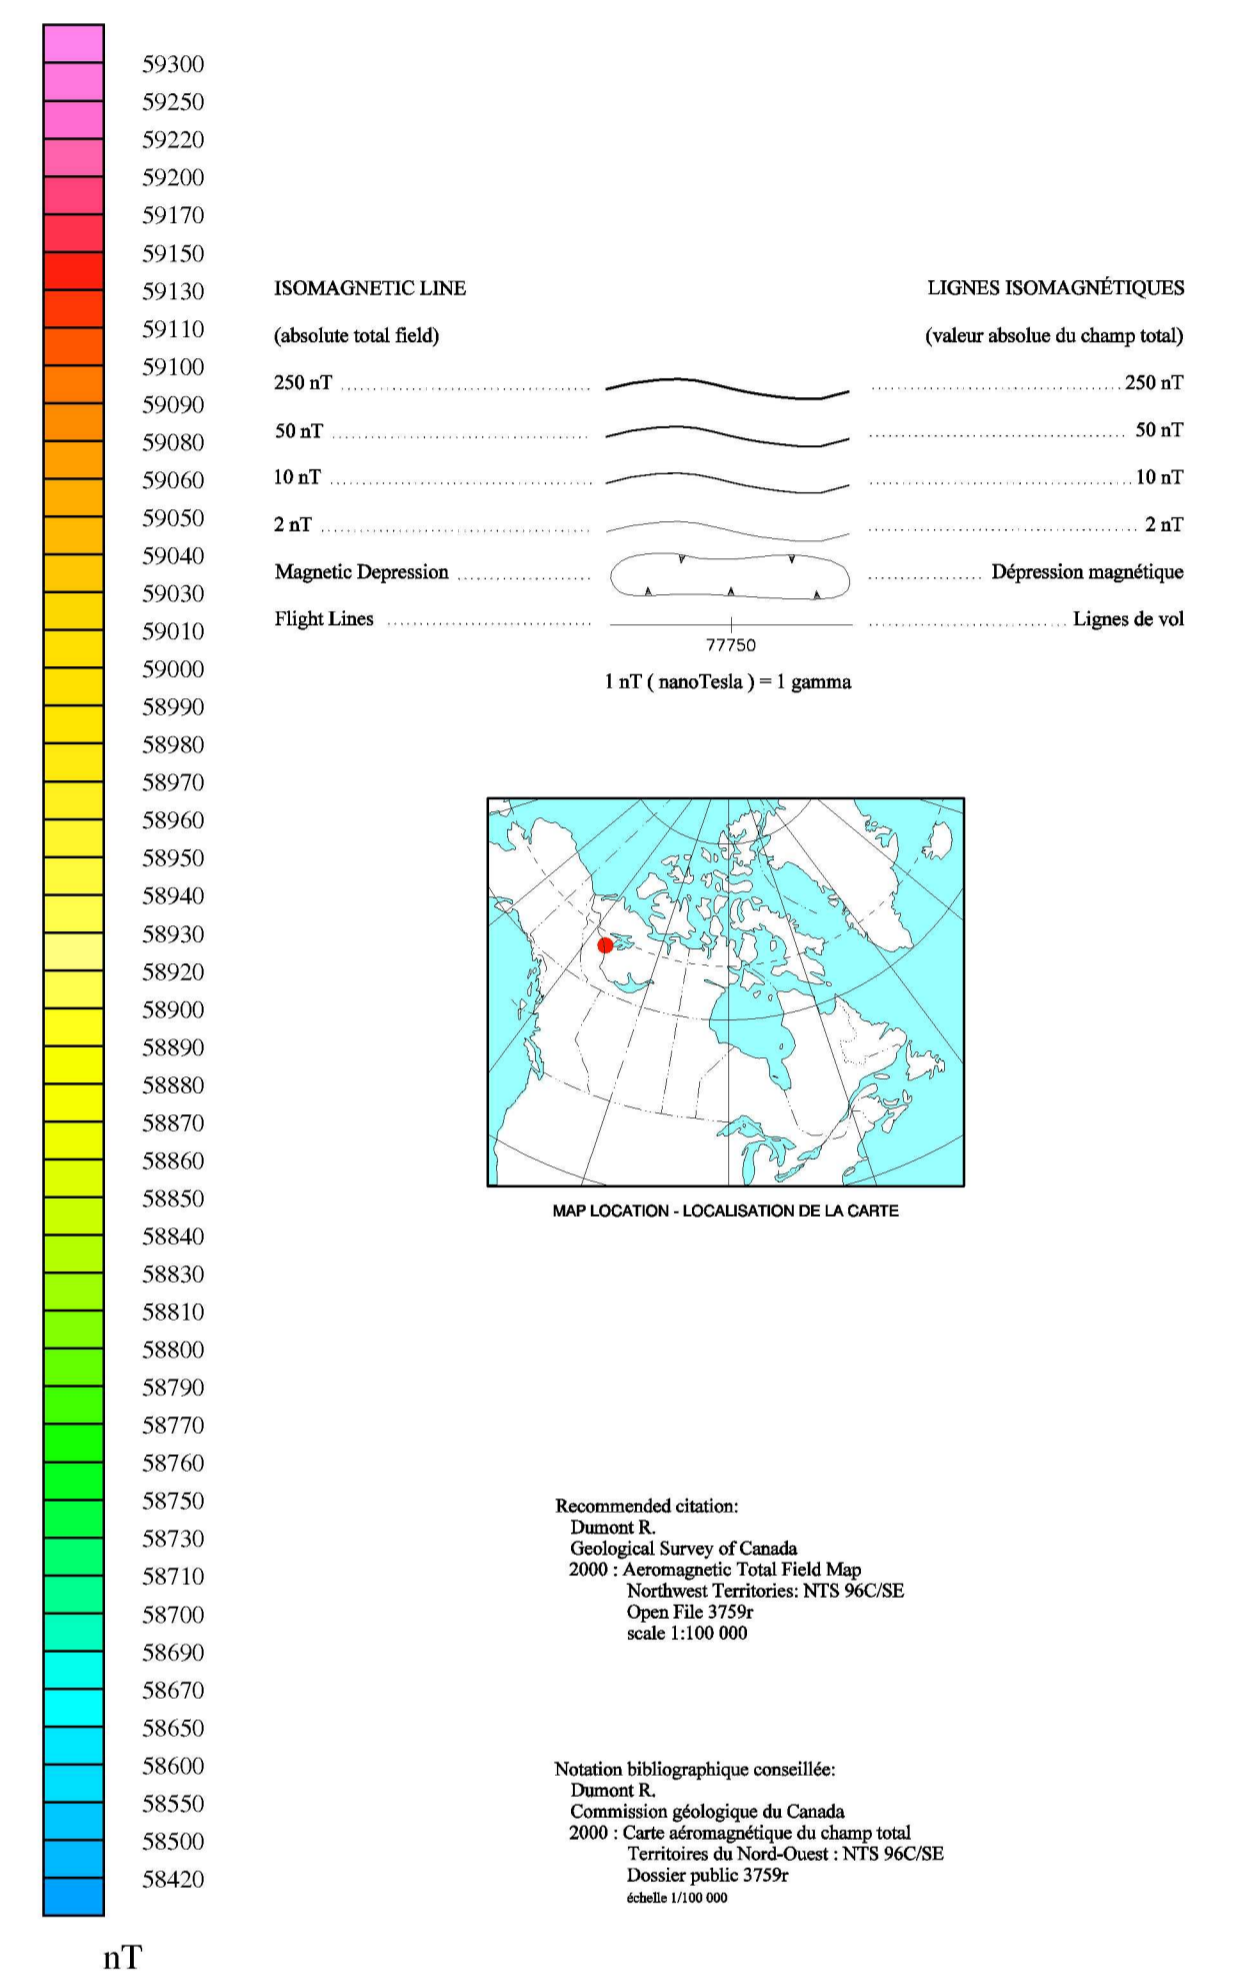 59300
59250
59220
59200
59170
59150
59130
59110
59100
59090
59080
59060
59050
59040
59030
59010
59000
58990
58980
58970
58960
58950
58940
58930
58920
58900
58890
58880
58870
58860
58850
58840
58830
58810
58800
58790
58770
58760
58750
58730
58710
58700
58690
58670
58650
58600
58550
58500
58420
nT
ISOMAGNETIC LINE LIGNES ISOMAGNÉTIQUES
(absolute total field) (valeur absolue du champ total)
250 nT 250 nT
50 nT 50 nT
10 nT 10 nT
2 nT 2 nT
Magnetic Depression Dépression magnétique
Flight Lines Lignes de vol
77750
1 nT ( nanoTesla ) = 1 gamma
MAP LOCATION - LOCALISATION DE LA CARTE
Recommended citation:
Dumont R.
Geological Survey of Canada
2000 : Aeromagnetic Total Field Map
Northwest Territories: NTS 96C/SE
Open File 3759r
scale 1:100 000
Notation bibliographique conseillée:
Dumont R.
Commission géologique du Canada
2000 : Carte aéromagnétique du champ total
Territoires du Nord-Ouest : NTS 96C/SE
Dossier public 3759r
échelle 1/100 000